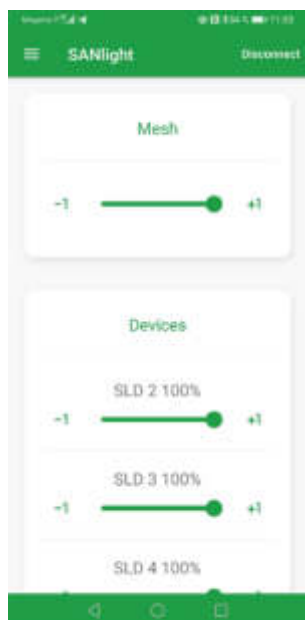 SANlight
Disconnect
Mesh
-1
+1
Devices
SLD 2 100%
-1
+1
SLD 3 100%
-1
+1
SLD 4 100%